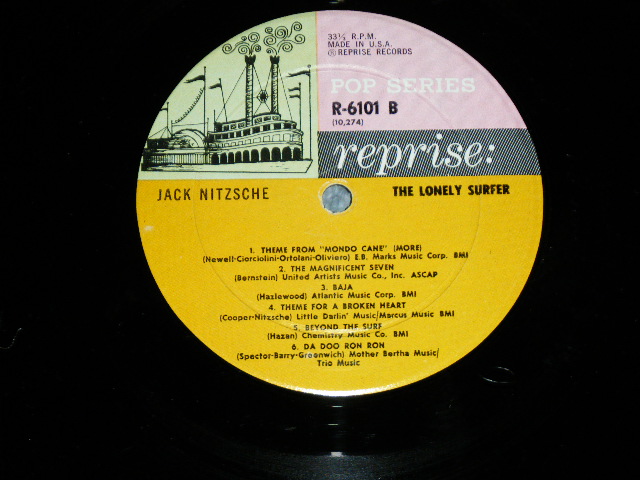 33⅓ R.P.M.
MADE IN U.S.A.
Ⓡ REPRISE RECORDS
POP SERIES
R-6101 B
(10,274)
reprise:
JACK NITZSCHE
THE LONELY SURFER
1. THEME FROM "MONDO CANE" (MORE)
(Newell-Ciorciolini-Ortolani-Oliviero) E.B. Marks Music Corp. BMI
2. THE MAGNIFICENT SEVEN
(Bernstein) United Artists Music Co., Inc. ASCAP
3. BAJA
(Hazlewood) Atlantic Music Corp. BMI
4. THEME FOR A BROKEN HEART
(Cooper-Nitzsche) Little Darlin' Music/Marcus Music BMI
5. BEYOND THE SURF
(Hazan) Chemistry Music Co. BMI
6. DA DOO RON RON
(Spector-Barry-Greenwich) Mother Bertha Music/
Trio Music